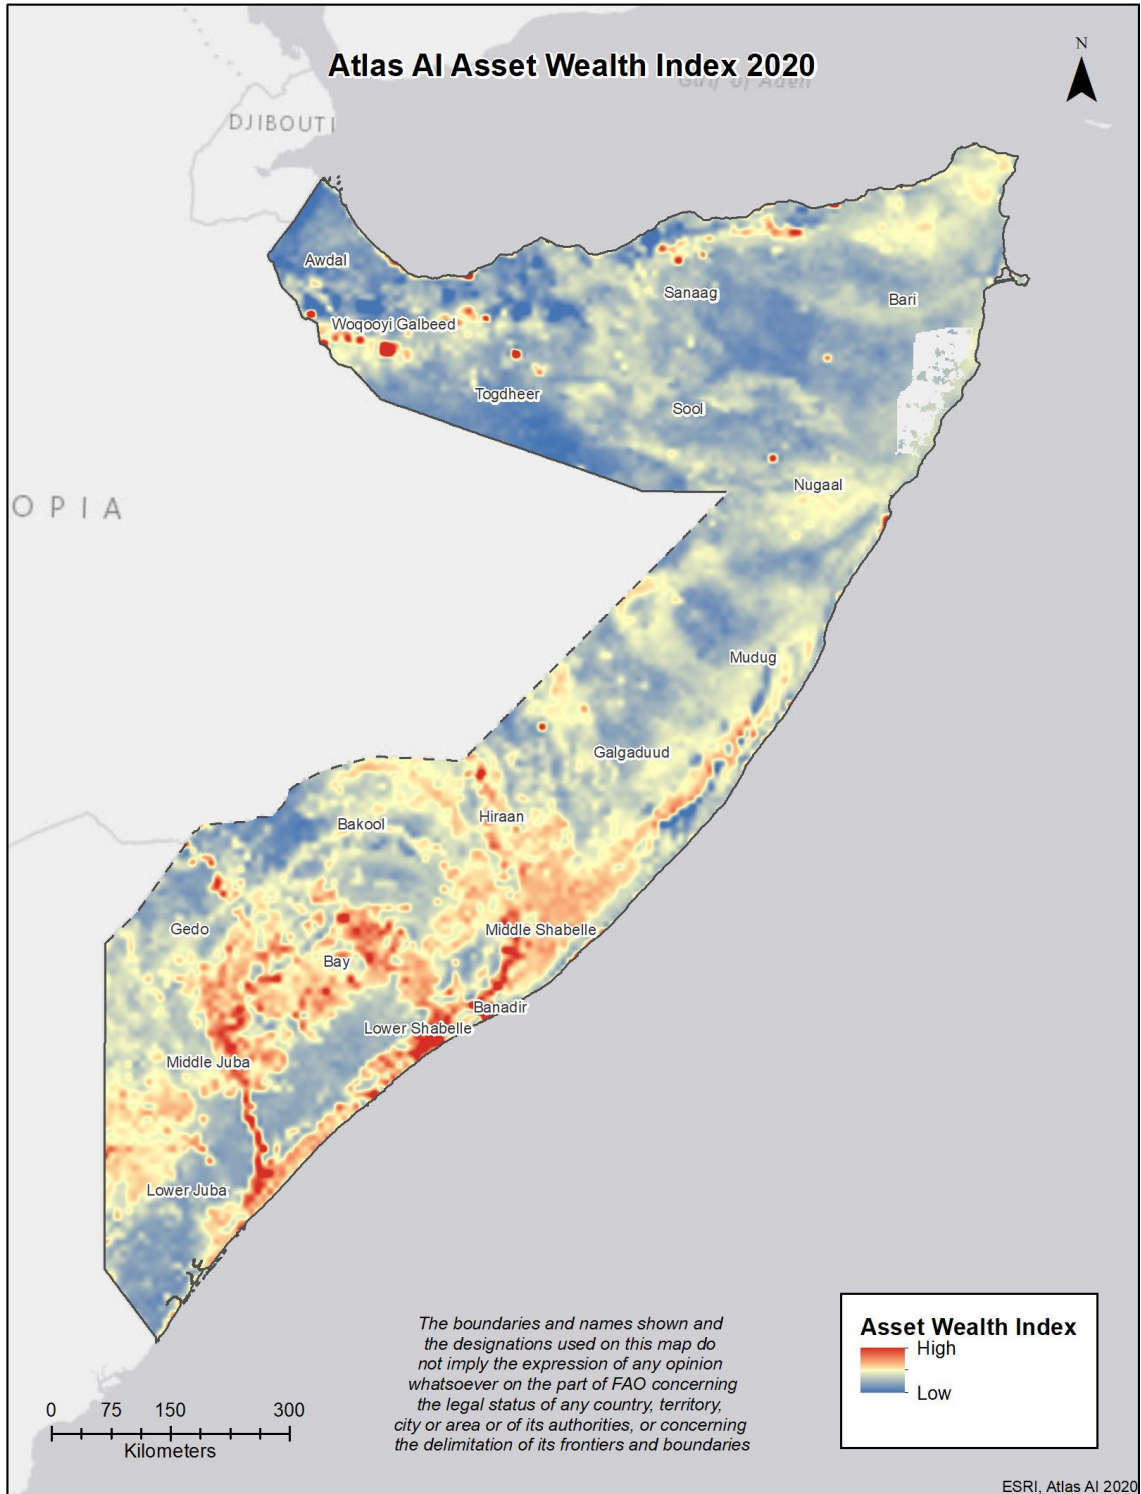 Atlas AI Asset Wealth Index 2020
Gulf of Aden
N
DJIBOUTI
Awdal
Sanaag
Bari
Woqooyi Galbeed
Togdheer
Sool
Nugaal
OPIA
Mudug
Galgaduud
Hiraan
Bakool
Gedo
Middle Shabelle
Bay
Banadir
Lower Shabelle
Middle Juba
Lower Juba
The boundaries and names shown and
the designations used on this map do
not imply the expression of any opinion
whatsoever on the part of FAO concerning
the legal status of any country, territory,
city or area or of its authorities, or concerning
the delimitation of its frontiers and boundaries
Asset Wealth Index
High
Low
0 75 150 300
Kilometers
ESRI, Atlas AI 2020